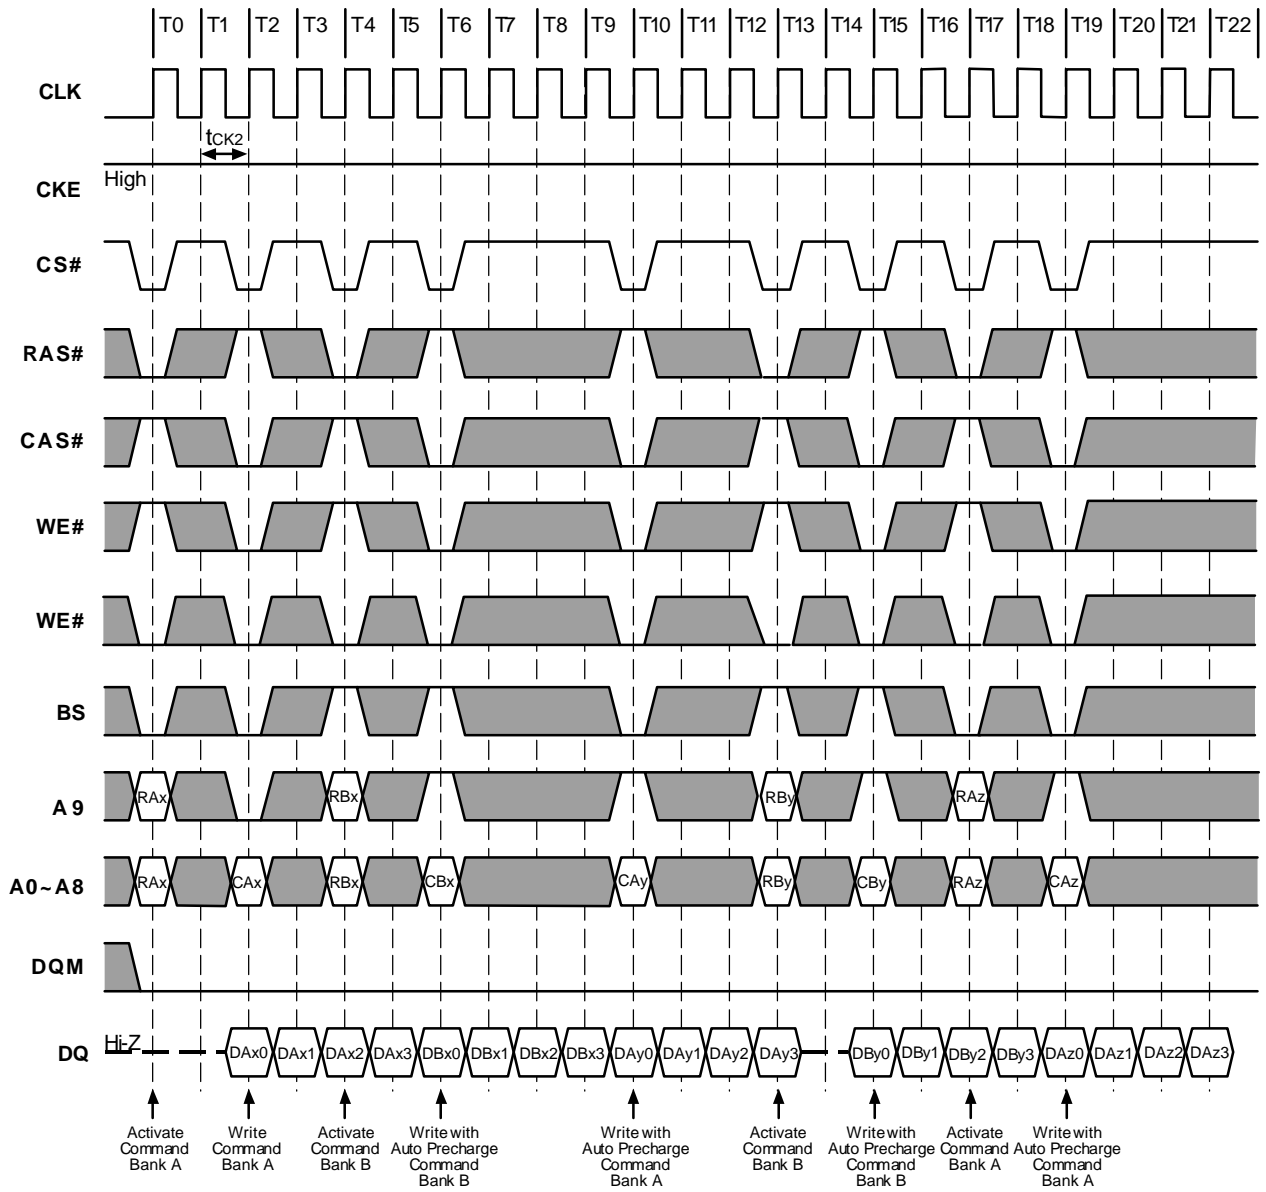 T0 T1 T2 T3 T4 T5 T6 T7 T8 T9 T10 T11 T12 T13 T14 T15 T16 T17 T18 T19 T20 T21 T22
CLK
tCK2
CKE High
CS#
RAS#
CAS#
WE#
WE#
BS
A9 RAx RBx RBy RAz
A0~A8 RAx CAx RBx CBx CAy RBy CBy RAz CAz
DQM
DQ Hi-Z DAx0 DAx1 DAx2 DAx3 DBx0 DBx1 DBx2 DBx3 DAy0 DAy1 DAy2 DAy3 DBy0 DBy1 DBy2 DBy3 DAz0 DAz1 DAz2 DAz3
Activate
Command
Bank A
Write
Command
Bank A
Activate
Command
Bank B
Write with
Auto Precharge
Command
Bank B
Write with
Auto Precharge
Command
Bank A
Activate
Command
Bank B
Write with
Auto Precharge
Command
Bank B
Activate
Command
Bank A
Write with
Auto Precharge
Command
Bank A